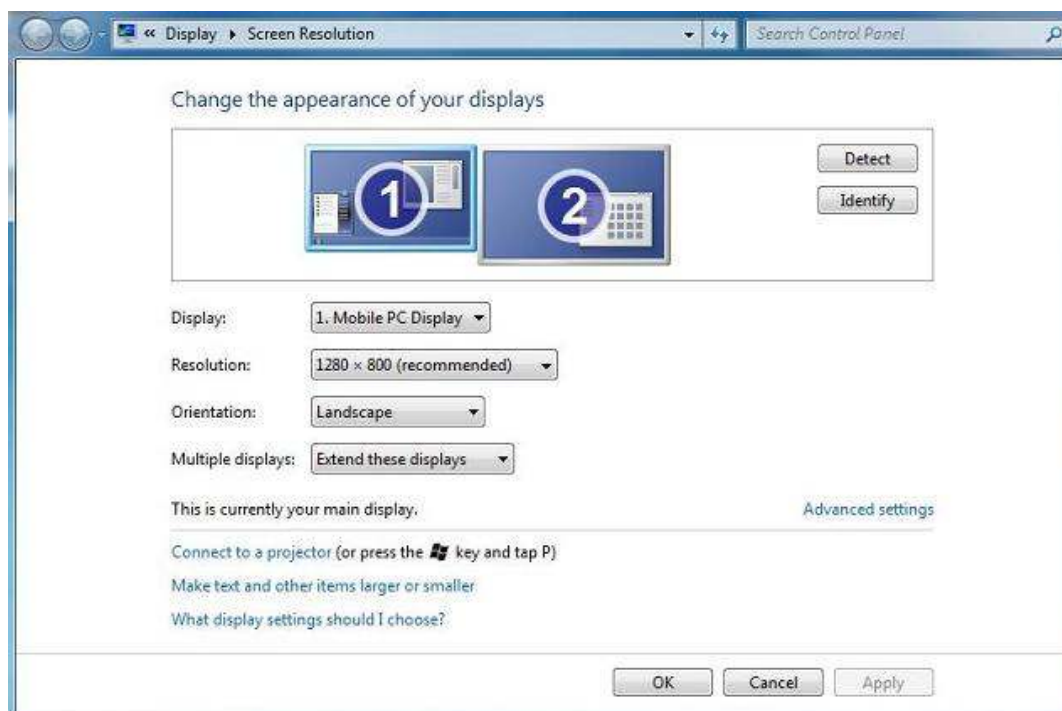 « Display ▸ Screen Resolution
Search Control Panel
Change the appearance of your displays
1
2
Detect
Identify
Display: 1. Mobile PC Display
Resolution: 1280 × 800 (recommended)
Orientation: Landscape
Multiple displays: Extend these displays
This is currently your main display.
Advanced settings
Connect to a projector (or press the key and tap P)
Make text and other items larger or smaller
What display settings should I choose?
OK
Cancel
Apply